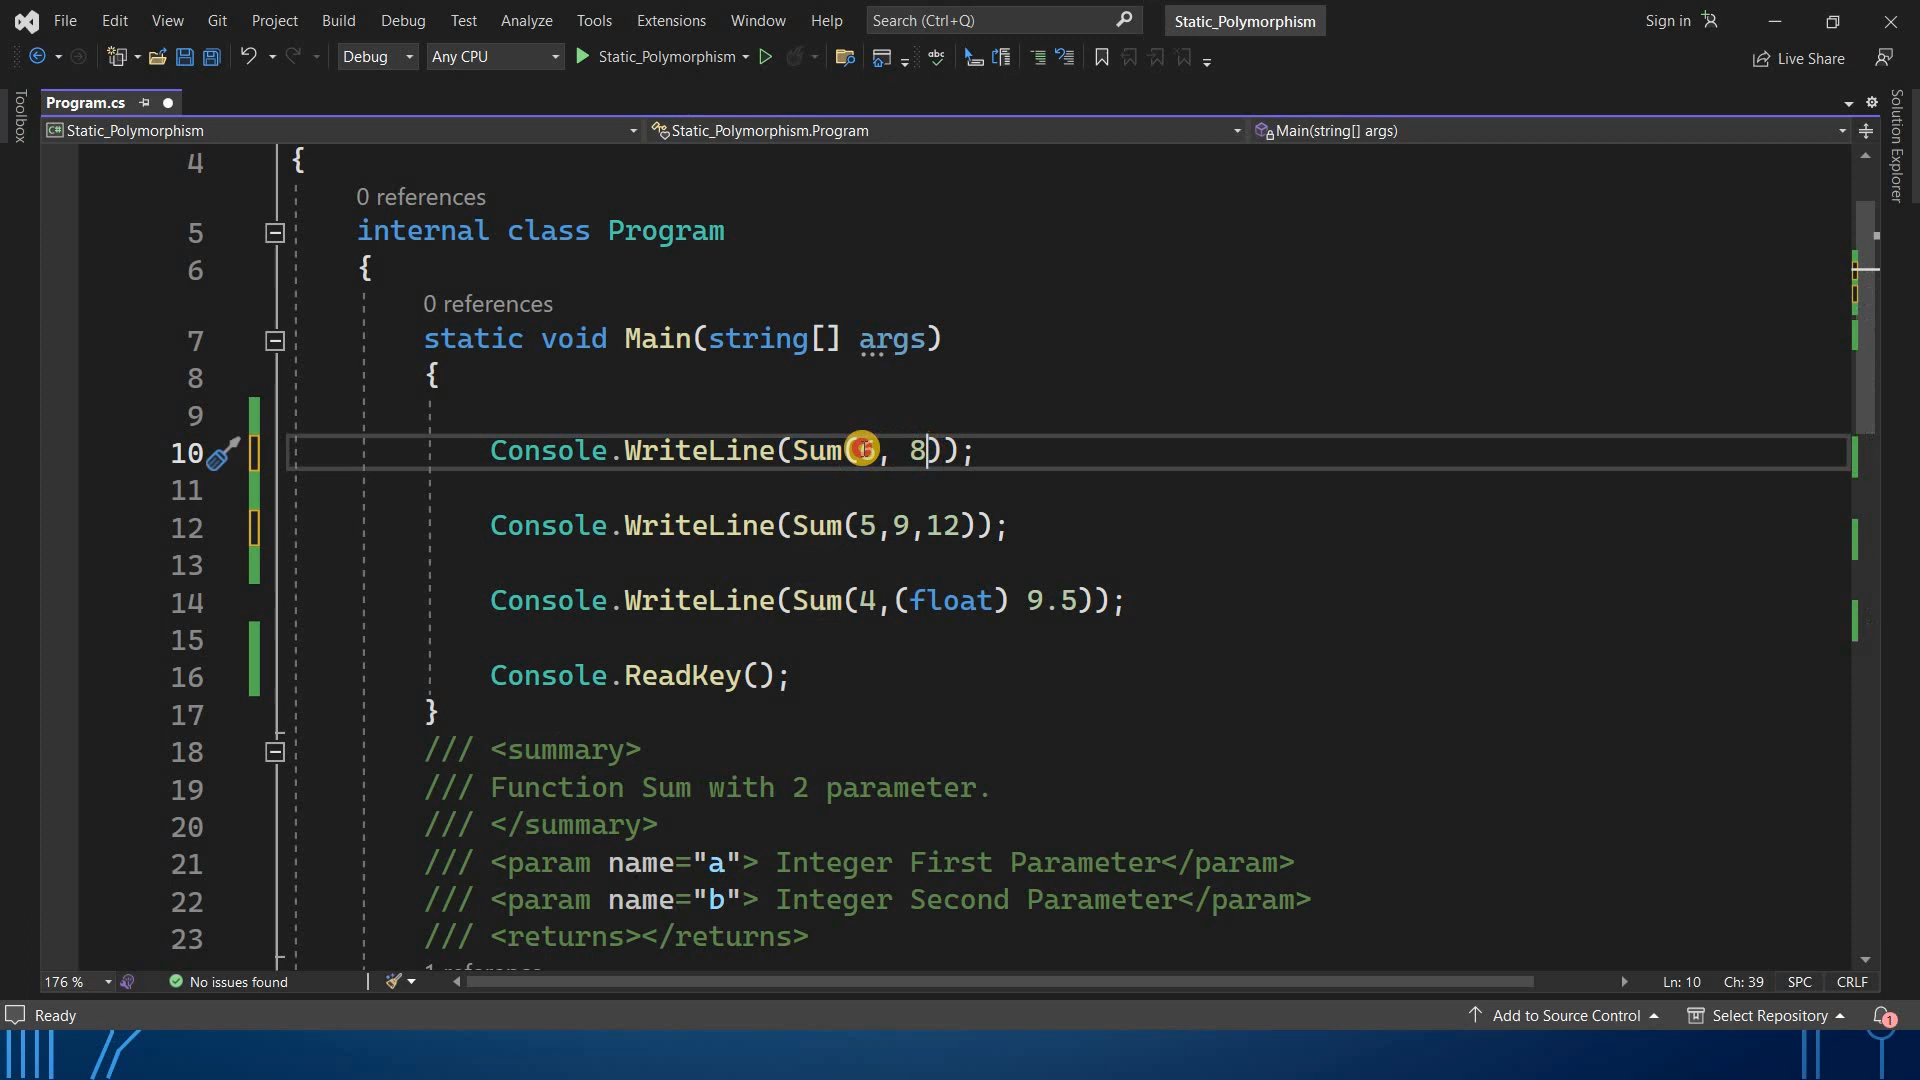 File Edit View Git Project Build Debug Test Analyze Tools Extensions Window Help Search (Ctrl+Q) Static_Polymorphism Sign in
Debug Any CPU Static_Polymorphism Live Share
Toolbox
Program.cs
Solution Explorer
C# Static_Polymorphism Static_Polymorphism.Program Main(string[] args)
4 {
0 references
5 internal class Program
6 {
0 references
7 static void Main(string[] args)
8 {
9
10 Console.WriteLine(Sum( , 8));
11
12 Console.WriteLine(Sum(5,9,12));
13
14 Console.WriteLine(Sum(4,(float) 9.5));
15
16 Console.ReadKey();
17 }
18 /// <summary>
19 /// Function Sum with 2 parameter.
20 /// </summary>
21 /// <param name="a"> Integer First Parameter</param>
22 /// <param name="b"> Integer Second Parameter</param>
23 /// <returns></returns>
176 % No issues found Ln: 10 Ch: 39 SPC CRLF
Ready Add to Source Control Select Repository 1